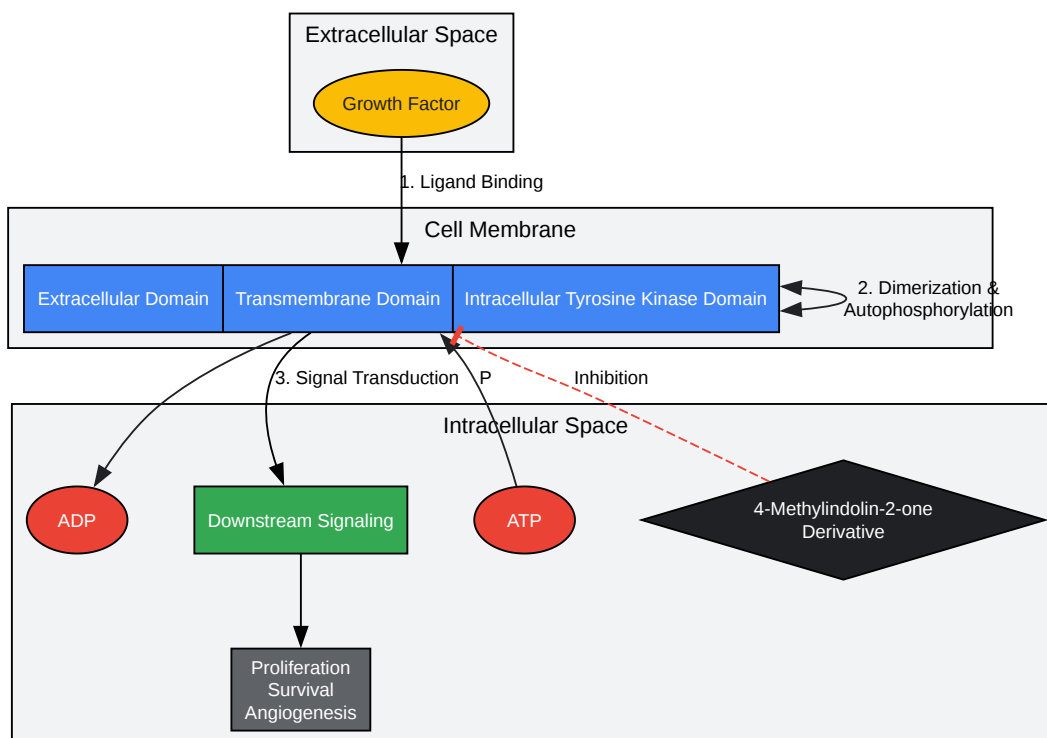 Extracellular Space
Growth Factor
1. Ligand Binding
Cell Membrane
Extracellular Domain
Transmembrane Domain
Intracellular Tyrosine Kinase Domain
2. Dimerization &
Autophosphorylation
3. Signal Transduction
P
Inhibition
Intracellular Space
ADP
Downstream Signaling
ATP
4-Methylindolin-2-one
Derivative
Proliferation
Survival
Angiogenesis